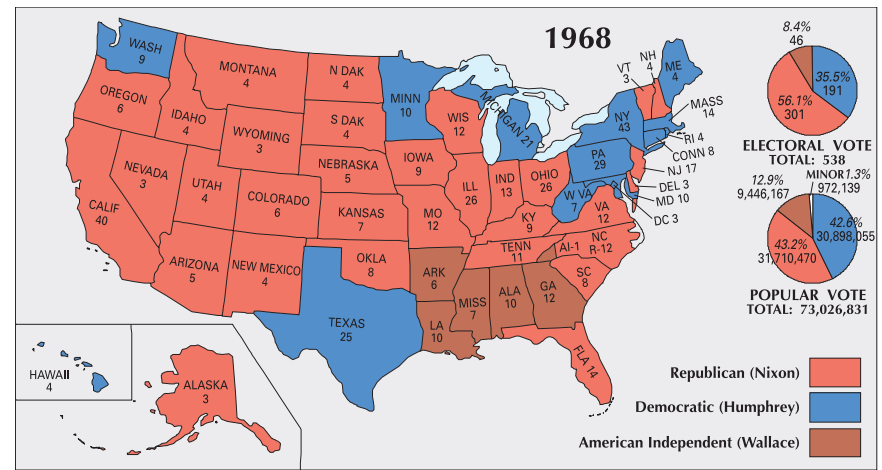 1968
WASH
9
OREGON
6
CALIF
40
NEVADA
3
IDAHO
4
MONTANA
4
WYOMING
3
UTAH
4
COLORADO
6
ARIZONA
5
NEW MEXICO
4
N DAK
4
S DAK
4
NEBRASKA
5
KANSAS
7
OKLA
8
TEXAS
25
MINN
10
IOWA
9
MO
12
ARK
6
LA
10
WIS
12
ILL
26
MICHIGAN 21
IND
13
OHIO
26
KY
9
TENN
11
MISS
7
ALA
10
GA
12
FLA 14
SC
8
AI-1
NC
R-12
VA
12
W VA
7
PA
29
NY
43
VT
3
NH
4
ME
4
MASS
14
RI 4
CONN 8
NJ 17
DEL 3
MD 10
DC 3
HAWAII
4
ALASKA
3
8.4%
46
35.5%
191
56.1%
301
ELECTORAL VOTE
TOTAL: 538
MINOR 1.3%
972,139
12.9%
9,446,167
42.6%
30,898,055
43.2%
31,710,470
POPULAR VOTE
TOTAL: 73,026,831
Republican (Nixon)
Democratic (Humphrey)
American Independent (Wallace)